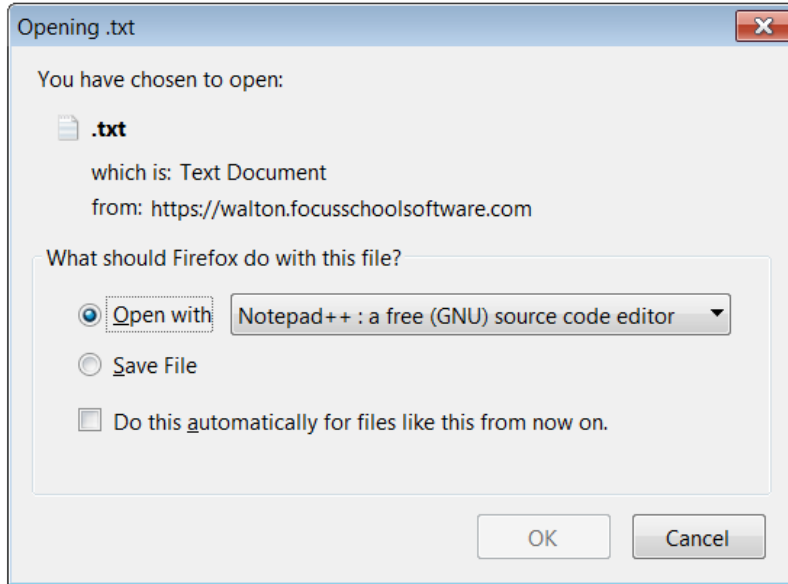 Opening .txt
You have chosen to open:
.txt
which is: Text Document
from: https://walton.focusschoolsoftware.com
What should Firefox do with this file?
Open with Notepad++ : a free (GNU) source code editor
Save File
Do this automatically for files like this from now on.
OK Cancel